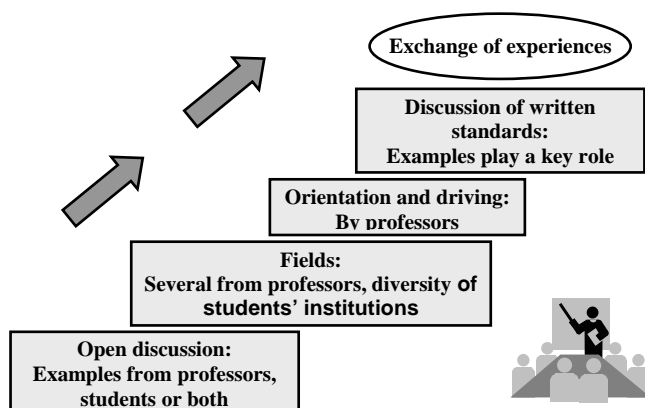 Exchange of experiences
Discussion of written
standards:
Examples play a key role
Orientation and driving:
By professors
Fields:
Several from professors, diversity of
students' institutions
Open discussion:
Examples from professors,
students or both